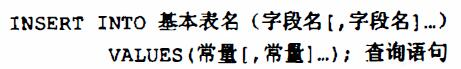 INSERT INTO 基本表名（字段名[,字段名]…）
VALUES(常量[,常量]…); 查询语句